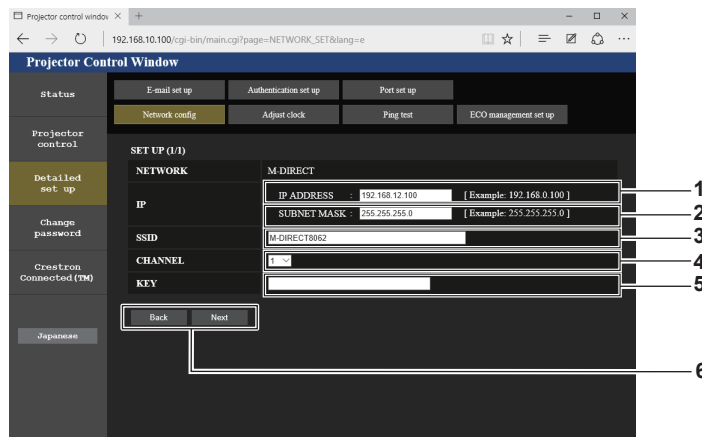 Projector control window
192.168.10.100/cgi-bin/main.cgi?page=NETWORK_SET&lang=e
Projector Control Window
Status
Projector
control
Detailed
set up
Change
password
Crestron
Connected(TM)
Japanese
E-mail set up
Authentication set up
Port set up
Network config
Adjust clock
Ping test
ECO management set up
SET UP (1/1)
NETWORK
M-DIRECT
IP
IP ADDRESS : 192.168.12.100 [ Example: 192.168.0.100 ]
1
SUBNET MASK : 255.255.255.0 [ Example: 255.255.255.0 ]
2
SSID
M-DIRECT8062
3
CHANNEL
1
4
KEY
5
Back
Next
6